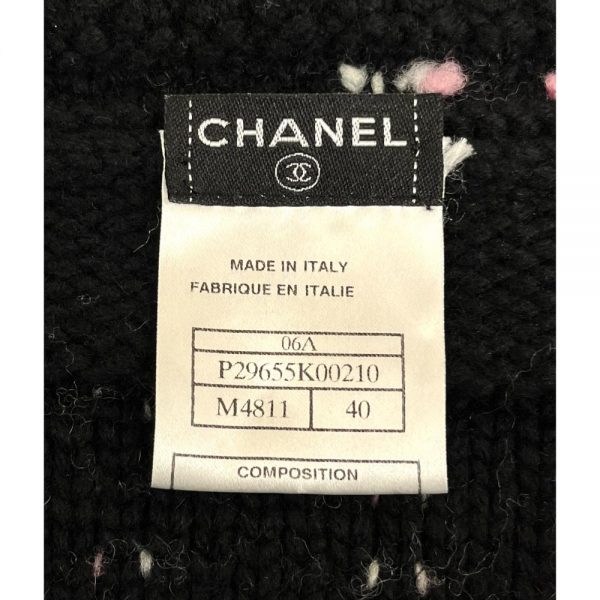 CHANEL
MADE IN ITALY
FABRIQUE EN ITALIE
06A
P29655K00210
M4811 40
COMPOSITION